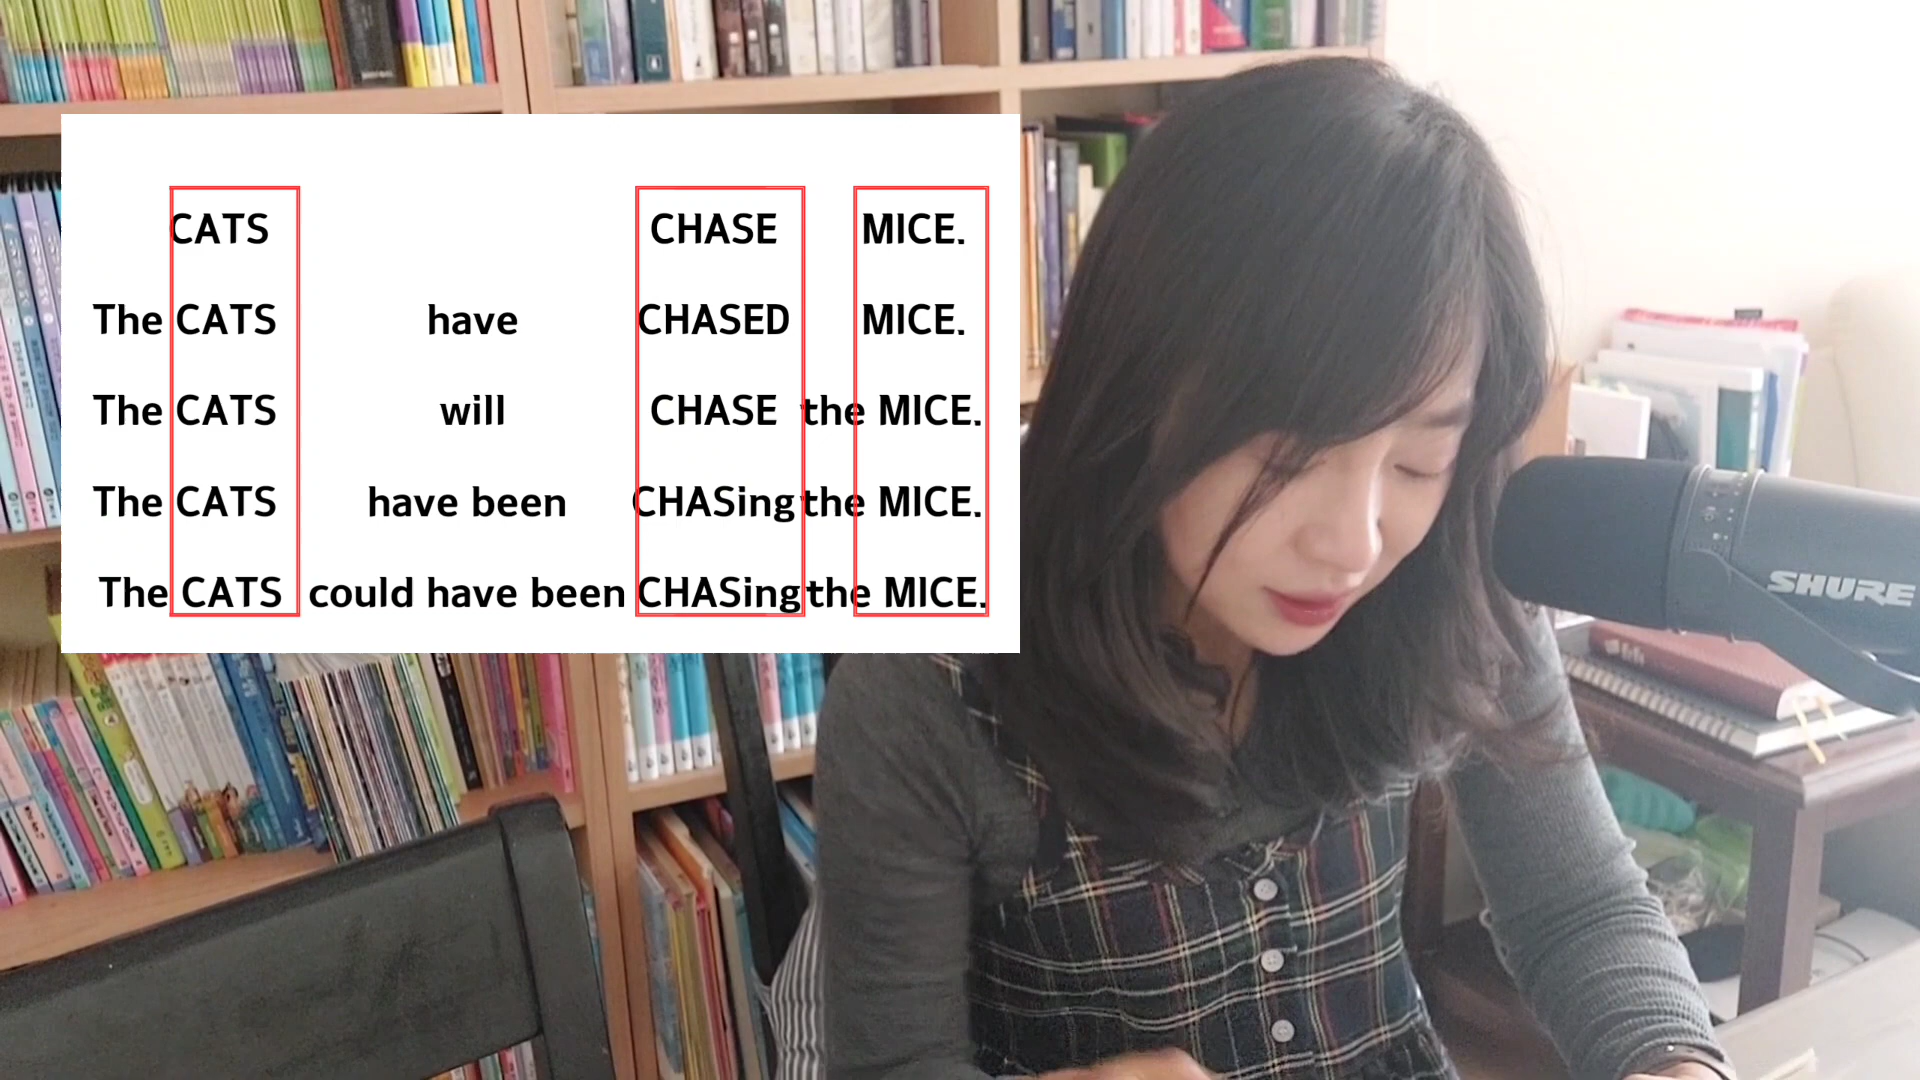 CATS CHASE MICE.
The CATS have CHASED MICE.
The CATS will CHASE the MICE.
The CATS have been CHASing the MICE.
The CATS could have been CHASing the MICE.
SHURE